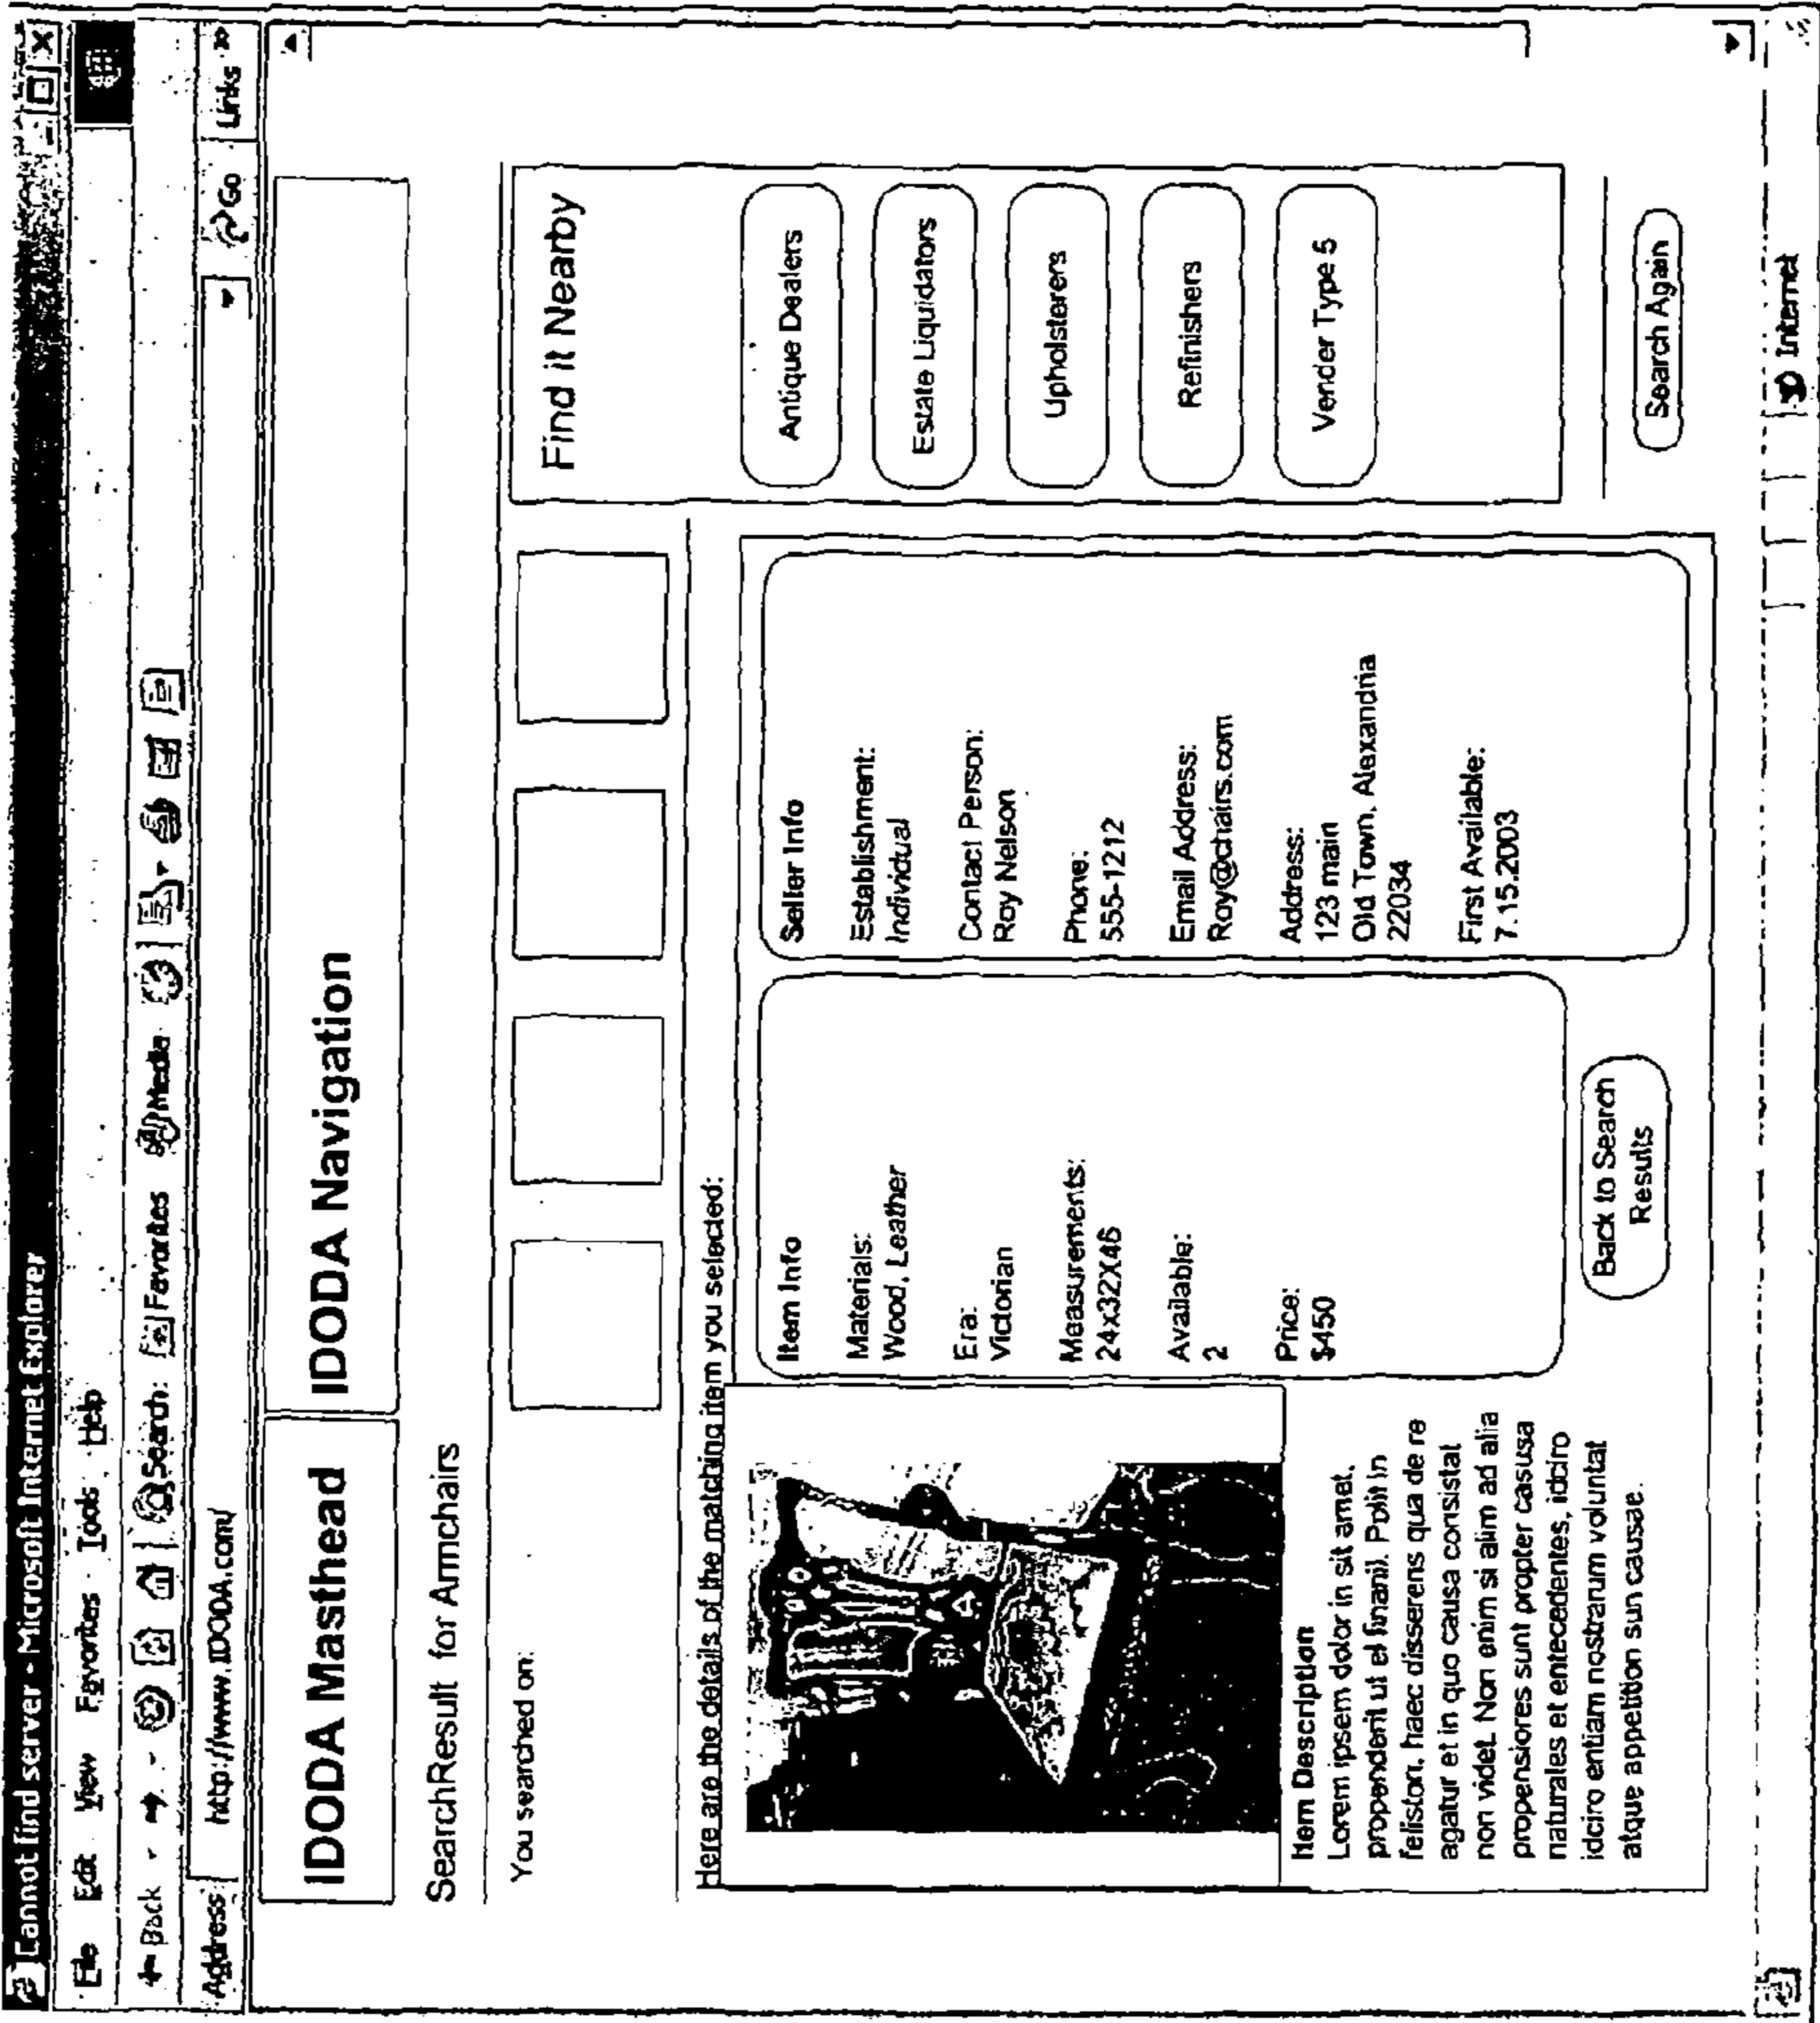 Cannot find server - Microsoft Internet Explorer
File Edit View Favorites Tools Help
Back Search Favorites Media
Address http://www.IDODA.com/ Go Links »
IDODA Masthead IDODA Navigation
SearchResult for Armchairs
You searched on:
Here are the details of the matching item you selected:
Item Description
Lorem ipsem dolor in sit amet,
propenderit ut el finanil. Polit in
feliston, haec disserens qua de re
agatur et in quo causa consistat
non videt. Non enim si alim ad alia
propensiores sunt propter casusa
naturales et entecedentes, idciro
idciro entiam nostrarum voluntat
atque appetition sun causae.
Item Info
Materials:
Wood, Leather
Era:
Victorian
Measurements:
24x32X46
Available:
2
Price:
$450
Back to Search
Results
Seller Info
Establishment:
Individual
Contact Person:
Roy Nelson
Phone:
555-1212
Email Address:
Roy@chairs.com
Address:
123 main
Old Town, Alexandria
22034
First Available:
7.15.2003
Find it Nearby
Antique Dealers
Estate Liquidators
Upholsterers
Refinishers
Vender Type 5
Search Again
Internet